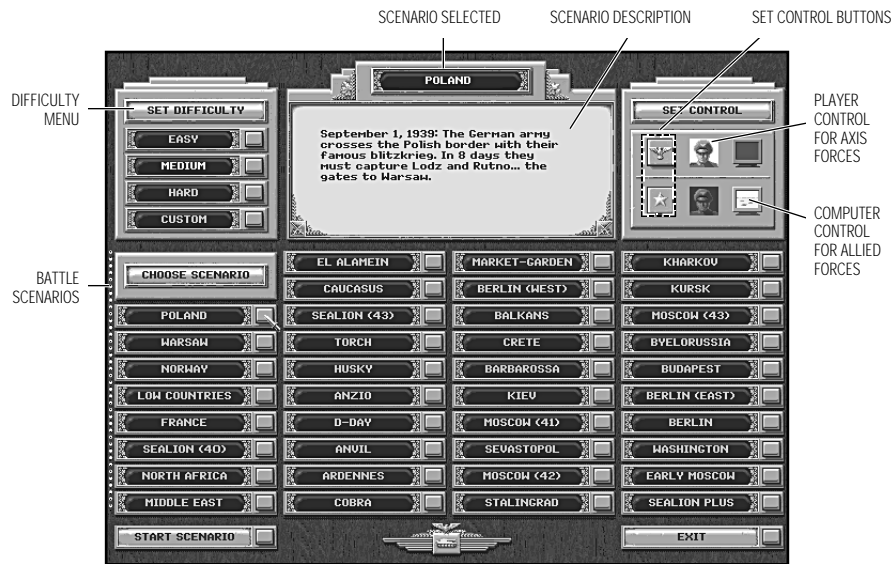 SCENARIO SELECTED
SCENARIO DESCRIPTION
SET CONTROL BUTTONS
DIFFICULTY
MENU
SET DIFFICULTY
EASY
MEDIUM
HARD
CUSTOM
POLAND
September 1, 1939: The German army
crosses the Polish border with their
famous blitzkrieg. In 8 days they
must capture Lodz and Kutno... the
gates to Warsaw.
SET CONTROL
PLAYER
CONTROL
FOR AXIS
FORCES
COMPUTER
CONTROL
FOR ALLIED
FORCES
BATTLE
SCENARIOS
CHOOSE SCENARIO
POLAND
WARSAW
NORWAY
LOW COUNTRIES
FRANCE
SEALION (40)
NORTH AFRICA
MIDDLE EAST
EL ALAMEIN
CAUCASUS
SEALION (43)
TORCH
HUSKY
ANZIO
D-DAY
ANVIL
ARDENNES
COBRA
MARKET-GARDEN
BERLIN (WEST)
BALKANS
CRETE
BARBAROSSA
KIEV
MOSCOW (41)
SEVASTOPOL
MOSCOW (42)
STALINGRAD
KHARKOV
KURSK
MOSCOW (43)
BYELORUSSIA
BUDAPEST
BERLIN (EAST)
BERLIN
WASHINGTON
EARLY MOSCOW
SEALION PLUS
START SCENARIO
EXIT